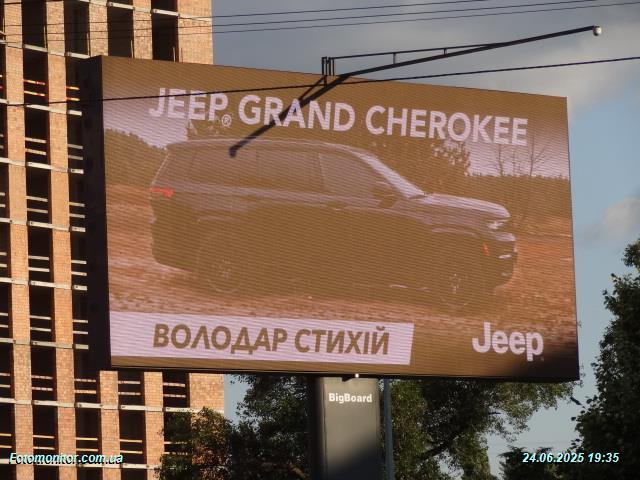 JEEP® GRAND CHEROKEE
ВОЛОДАР СТИХІЙ
Jeep
BigBoard
Fotomonitor.com.ua
24.06.2025 19:35